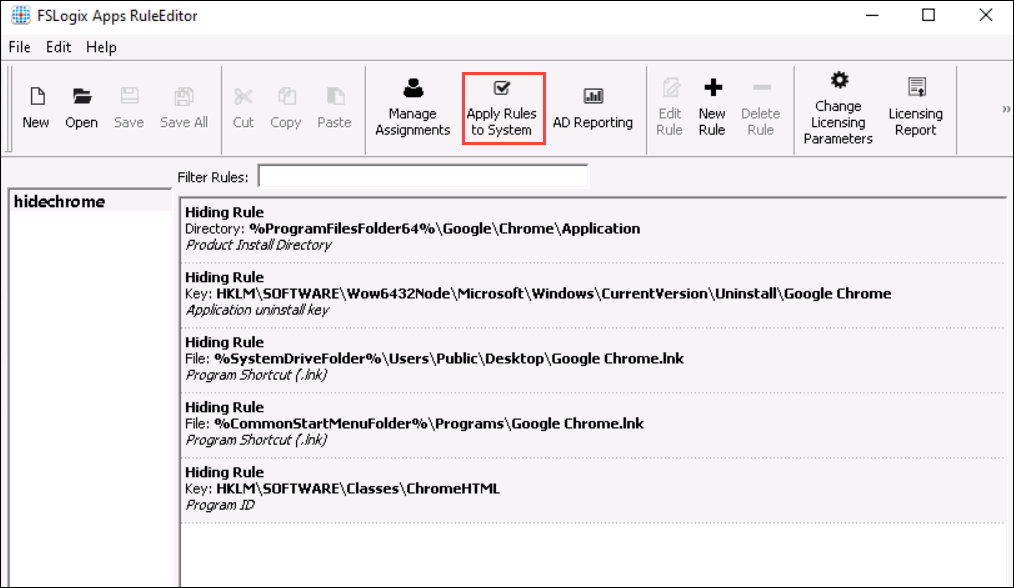 FSLogix Apps RuleEditor
File Edit Help
New Open Save Save All Cut Copy Paste Manage Assignments Apply Rules to System AD Reporting Edit Rule New Rule Delete Rule Change Licensing Parameters Licensing Report »
Filter Rules:
hidechrome
Hiding Rule
Directory: %ProgramFilesFolder64%\Google\Chrome\Application
Product Install Directory
Hiding Rule
Key: HKLM\SOFTWARE\Wow6432Node\Microsoft\Windows\CurrentVersion\Uninstall\Google Chrome
Application uninstall key
Hiding Rule
File: %SystemDriveFolder%\Users\Public\Desktop\Google Chrome.lnk
Program Shortcut (.lnk)
Hiding Rule
File: %CommonStartMenuFolder%\Programs\Google Chrome.lnk
Program Shortcut (.lnk)
Hiding Rule
Key: HKLM\SOFTWARE\Classes\ChromeHTML
Program ID